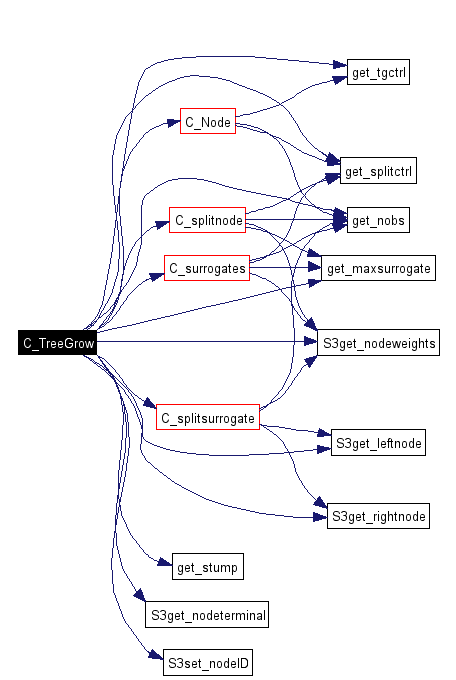 get_tgctrl
C_Node
get_splitctrl
C_splitnode
get_nobs
C_surrogates
get_maxsurrogate
C_TreeGrow
S3get_nodeweights
C_splitsurrogate
S3get_leftnode
S3get_rightnode
get_stump
S3get_nodeterminal
S3set_nodeID